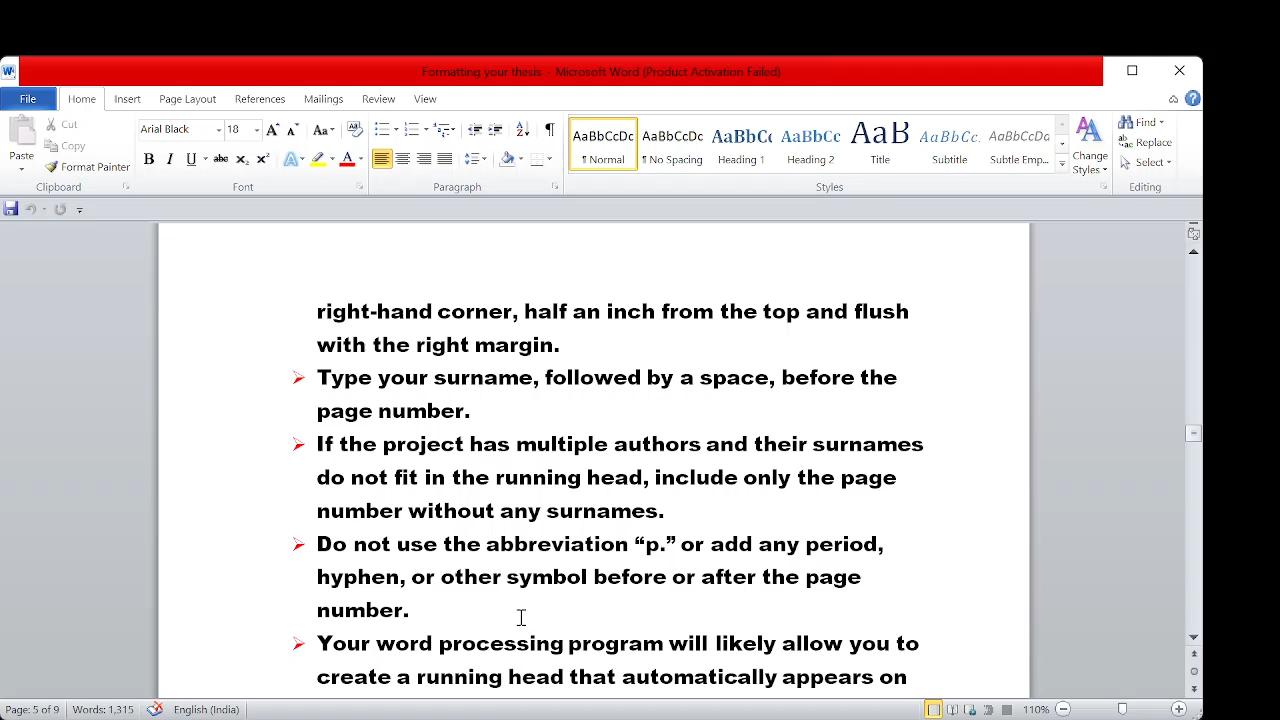 Formatting your thesis - Microsoft Word (Product Activation Failed)
File Home Insert Page Layout References Mailings Review View
Cut
Copy
Format Painter
Paste
Clipboard
Arial Black 18
Font
Paragraph
AaBbCcDc AaBbCcDc AaBbCc AaBbCc AaB AaBbCc. AaBbCcDc
¶ Normal ¶ No Spacing Heading 1 Heading 2 Title Subtitle Subtle Emp...
Change Styles
Styles
Find
Replace
Select
Editing
right-hand corner, half an inch from the top and flush
with the right margin.
Type your surname, followed by a space, before the
page number.
If the project has multiple authors and their surnames
do not fit in the running head, include only the page
number without any surnames.
Do not use the abbreviation “p.” or add any period,
hyphen, or other symbol before or after the page
number.
Your word processing program will likely allow you to
create a running head that automatically appears on
Page: 5 of 9 Words: 1,315 English (India) 110%